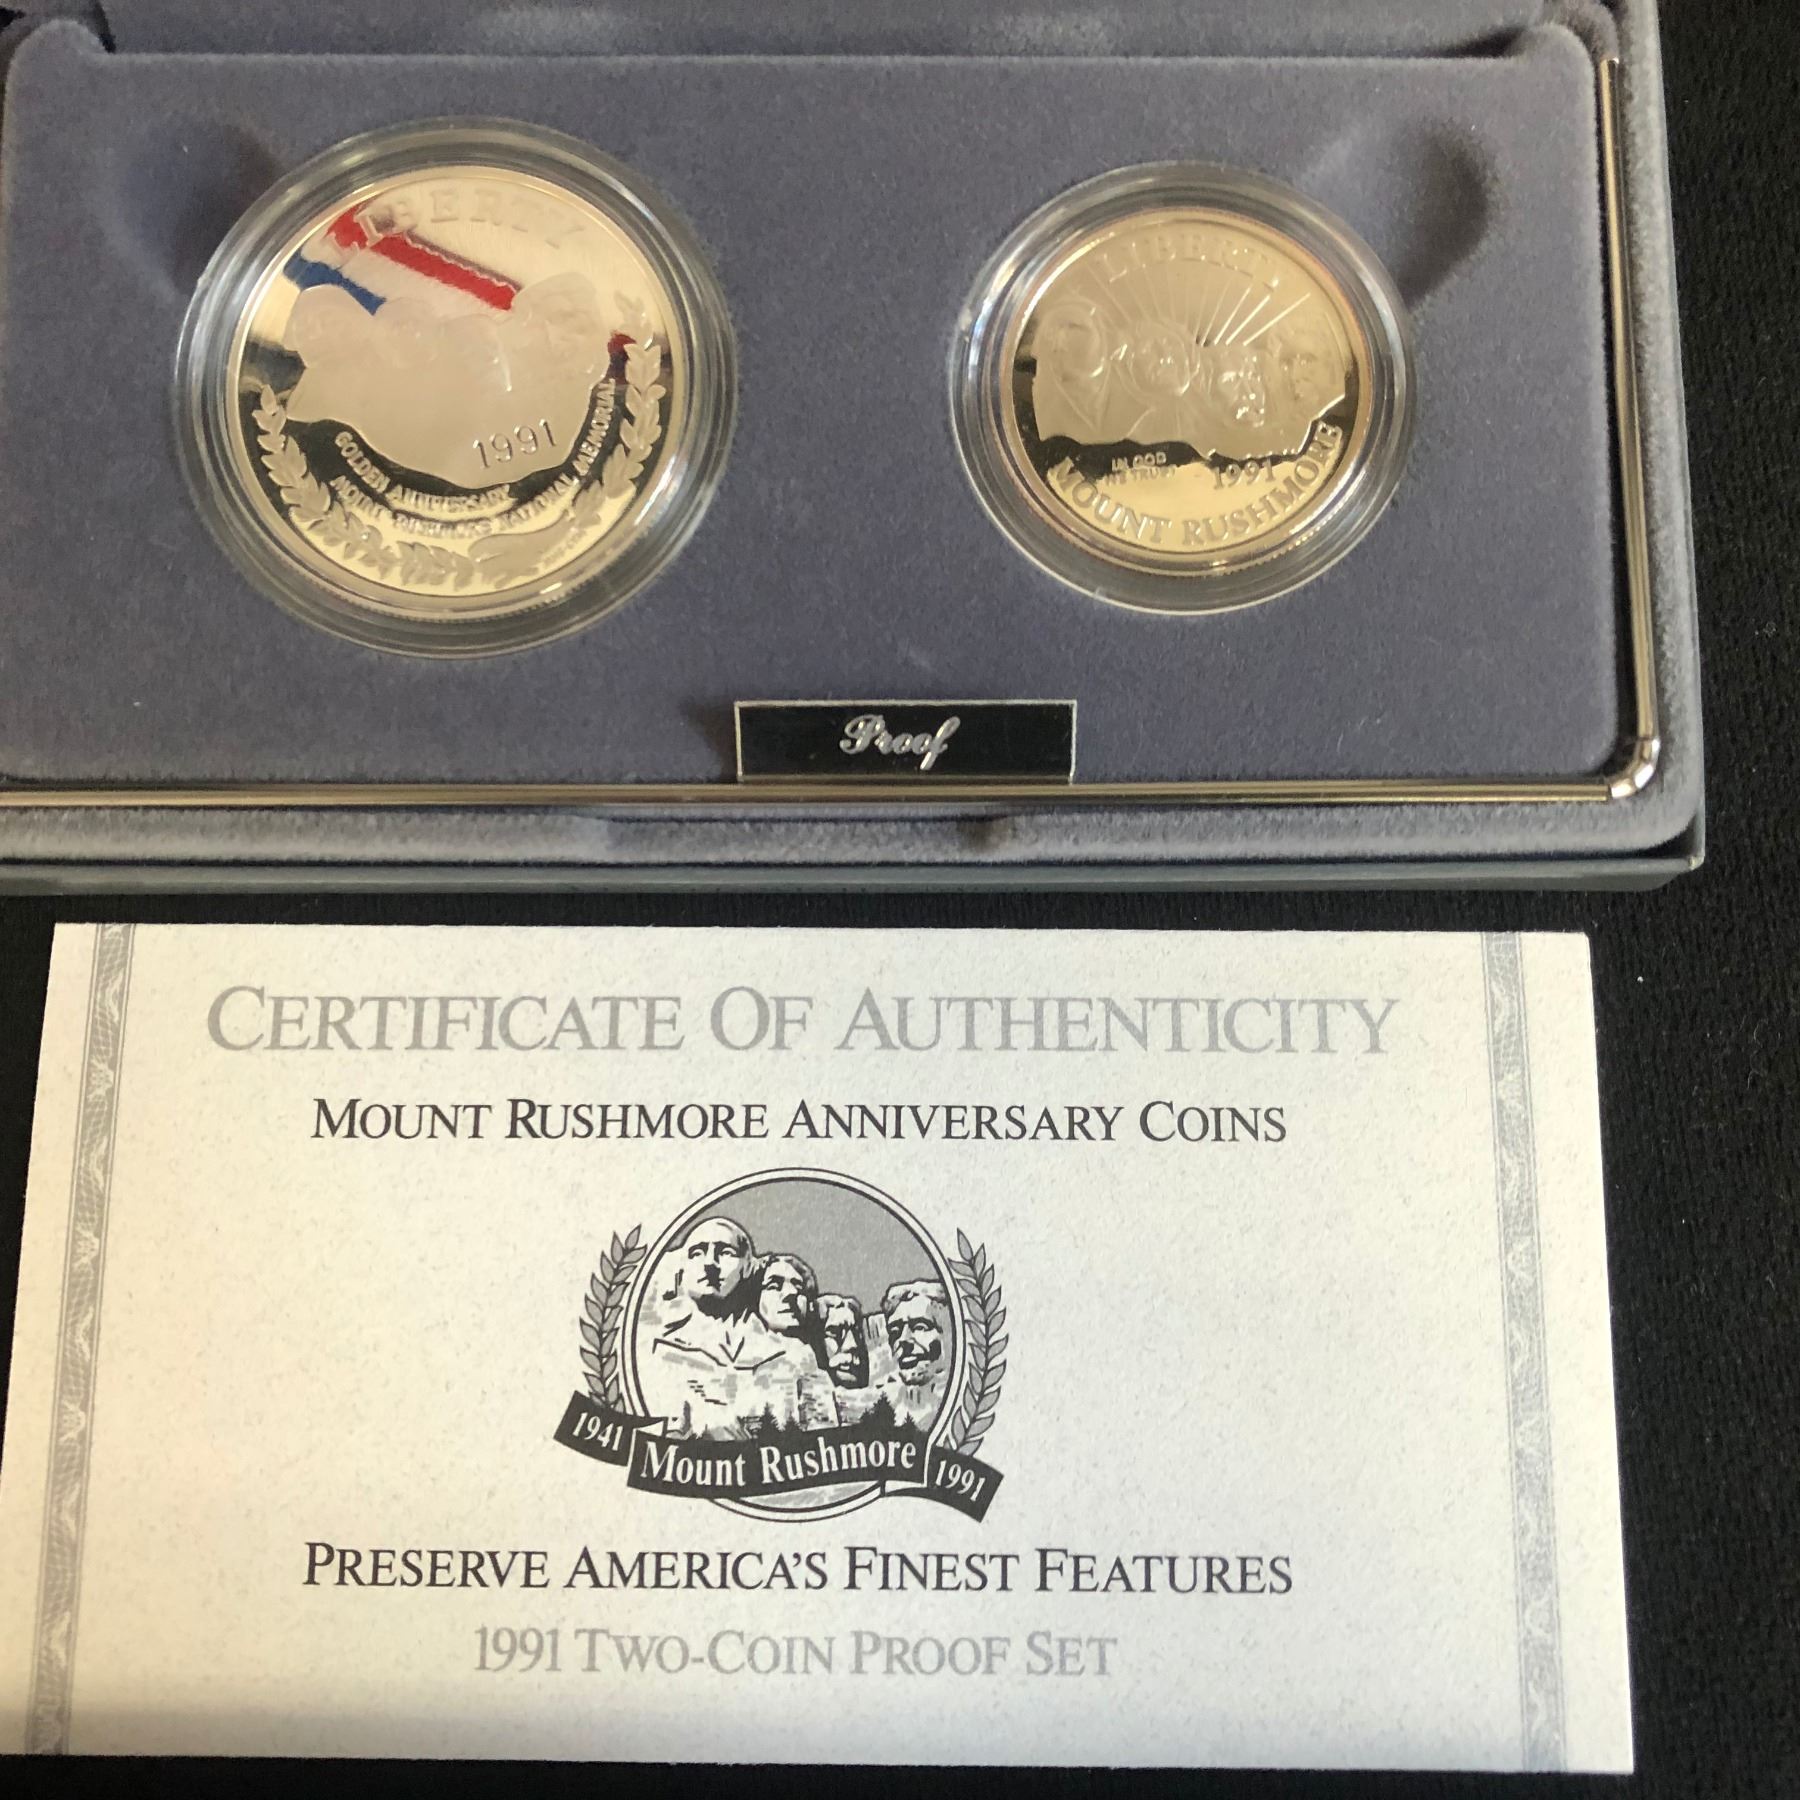 LIBERTY
1991
GOLDEN ANNIVERSARY
MOUNT RUSHMORE NATIONAL MEMORIAL
LIBERTY
IN GOD
WE TRUST
1991
MOUNT RUSHMORE
Proof
CERTIFICATE OF AUTHENTICITY
MOUNT RUSHMORE ANNIVERSARY COINS
1941
Mount Rushmore
1991
PRESERVE AMERICA'S FINEST FEATURES
1991 TWO-COIN PROOF SET